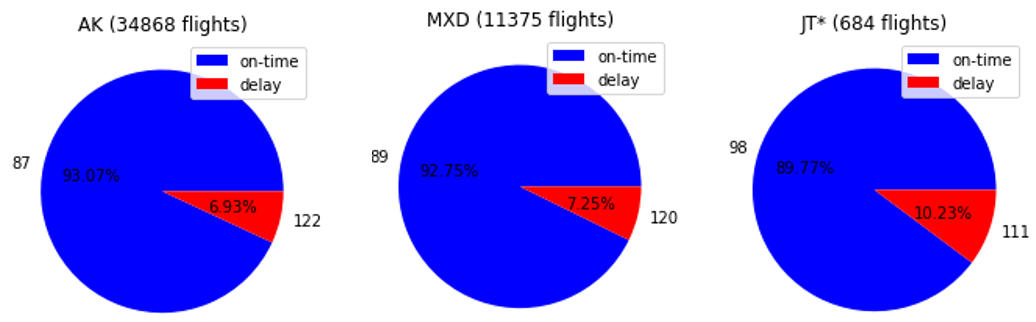 AK (34868 flights)
on-time
delay
87
93.07%
6.93%
122
MXD (11375 flights)
on-time
delay
89
92.75%
7.25%
120
JT* (684 flights)
on-time
delay
98
89.77%
10.23%
111